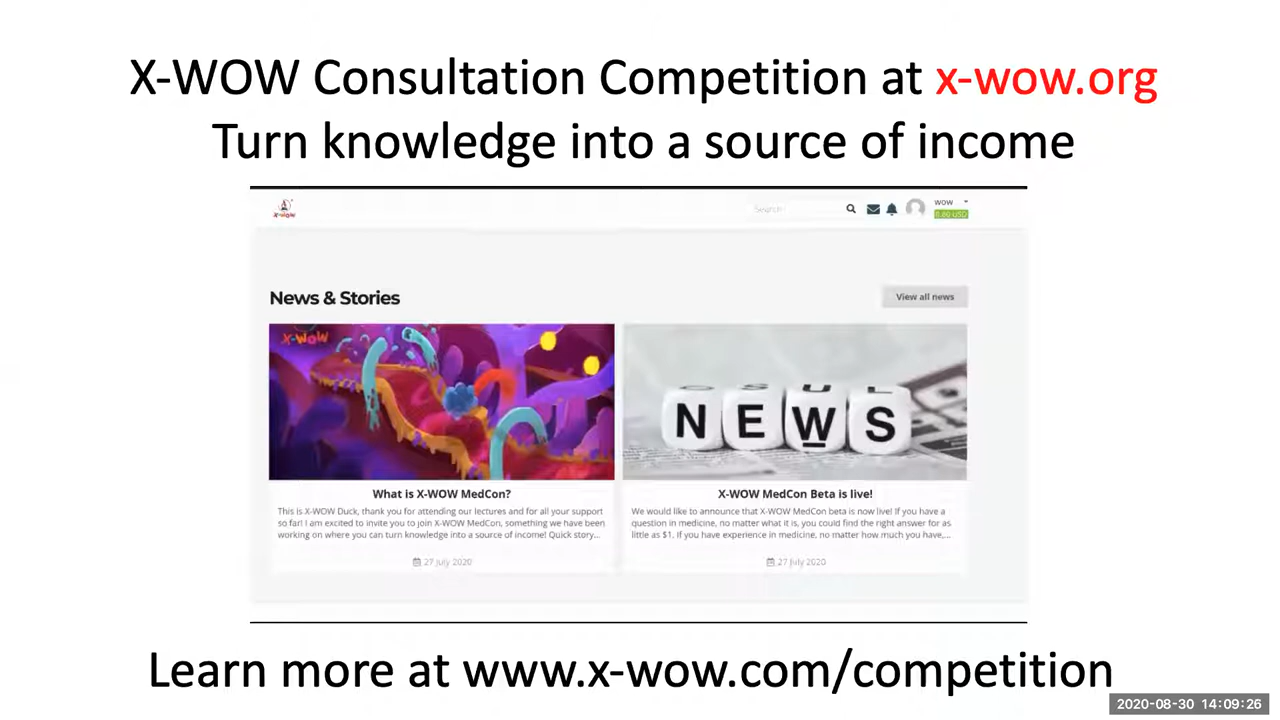 X-WOW Consultation Competition at x-wow.org
Turn knowledge into a source of income
X-WOW
Search
wow
0.00 USD
News & Stories
View all news
X-WOW
NEWS
What is X-WOW MedCon?
X-WOW MedCon Beta is live!
This is X-WOW Duck, thank you for attending our lectures and for all your support
so far! I am excited to invite you to join X-WOW MedCon, something we have been
working on where you can turn knowledge into a source of income! Quick story...
We would like to announce that X-WOW MedCon beta is now live! If you have a
question in medicine, no matter what it is, you could find the right answer for as
little as $1. If you have experience in medicine, no matter how much you have,...
27 July 2020
27 July 2020
Learn more at www.x-wow.com/competition
2020-08-30 14:09:26